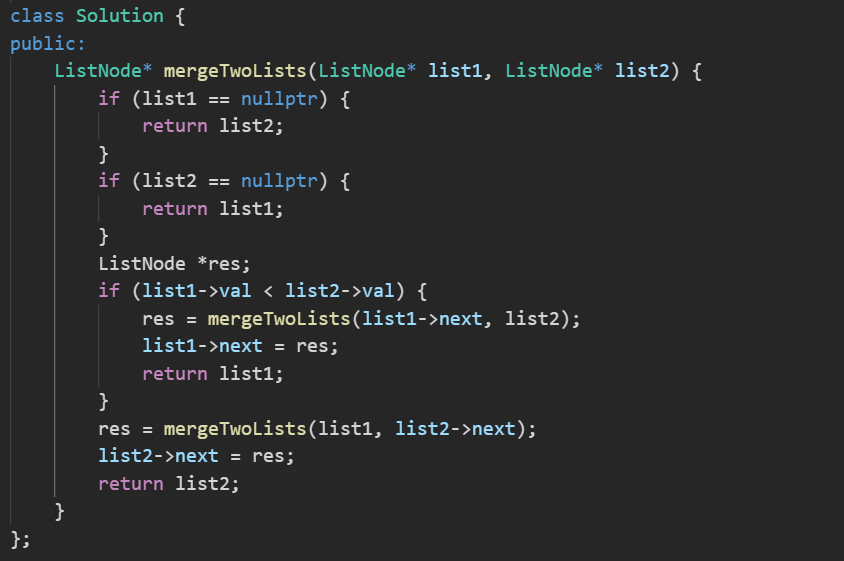 class Solution {
public:
    ListNode* mergeTwoLists(ListNode* list1, ListNode* list2) {
        if (list1 == nullptr) {
            return list2;
        }
        if (list2 == nullptr) {
            return list1;
        }
        ListNode *res;
        if (list1->val < list2->val) {
            res = mergeTwoLists(list1->next, list2);
            list1->next = res;
            return list1;
        }
        res = mergeTwoLists(list1, list2->next);
        list2->next = res;
        return list2;
    }
};